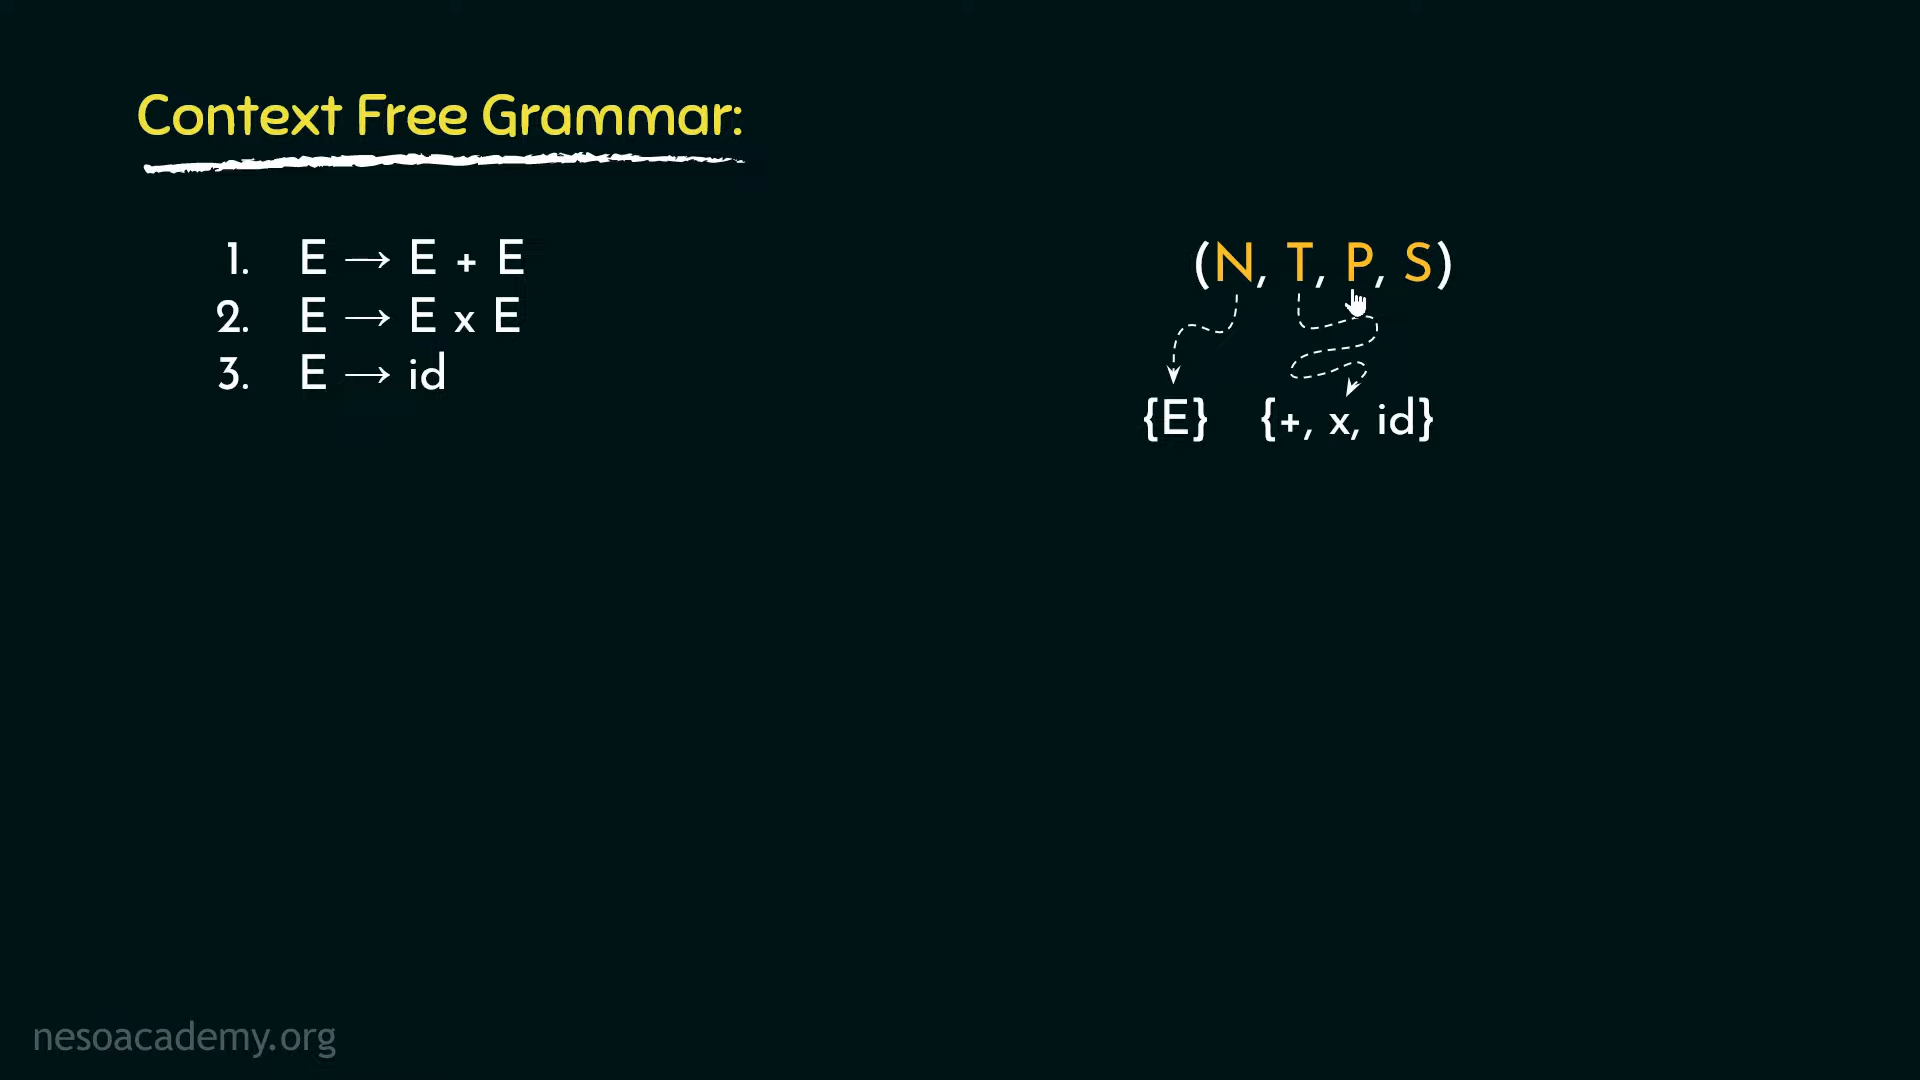 Context Free Grammar:
1. E → E + E
2. E → E x E
3. E → id
(N, T, P, S)
{E} {+, x, id}
nesoacademy.org